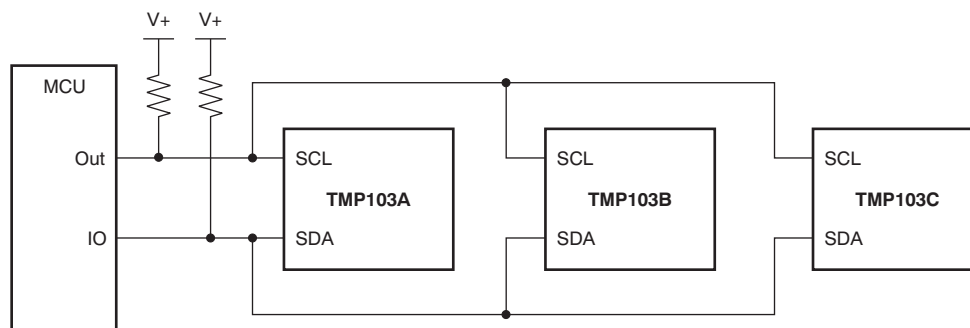 V+ V+
MCU
Out
IO
SCL
TMP103A
SDA
SCL
TMP103B
SDA
SCL
TMP103C
SDA